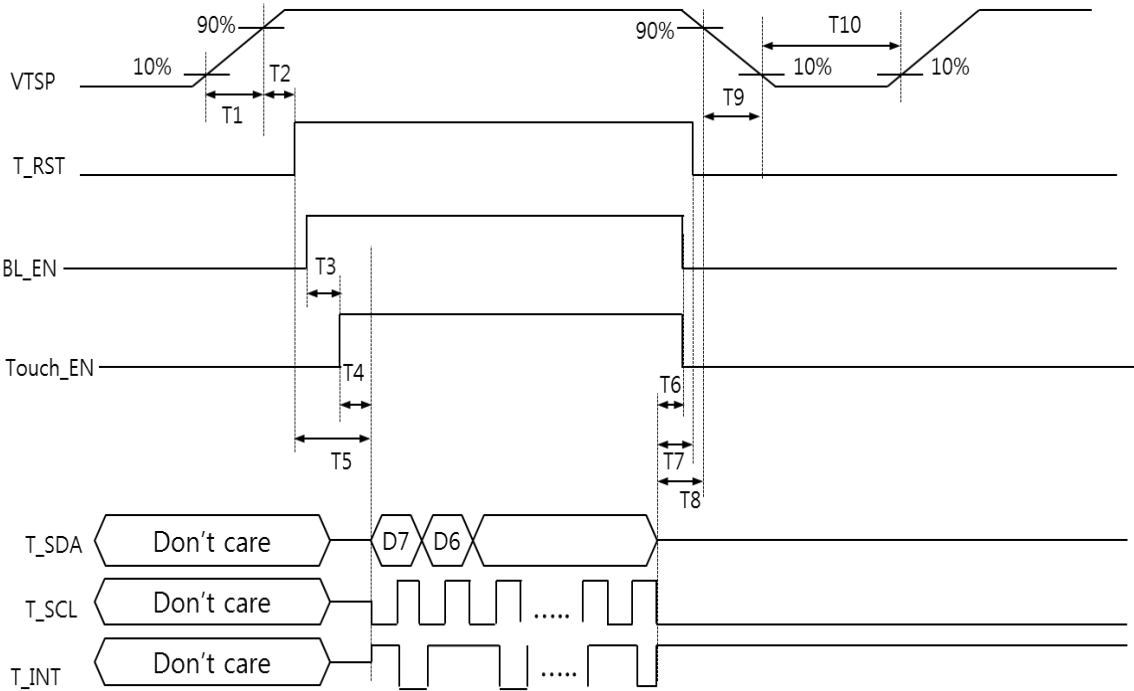 90%
90%
T10
10%
T2
10%
10%
VTSP
T1
T9
T_RST
BL_EN
T3
Touch_EN
T4
T6
T5
T7
T8
T_SDA
Don't care
D7
D6
T_SCL
Don't care
.....
T_INT
Don't care
.....